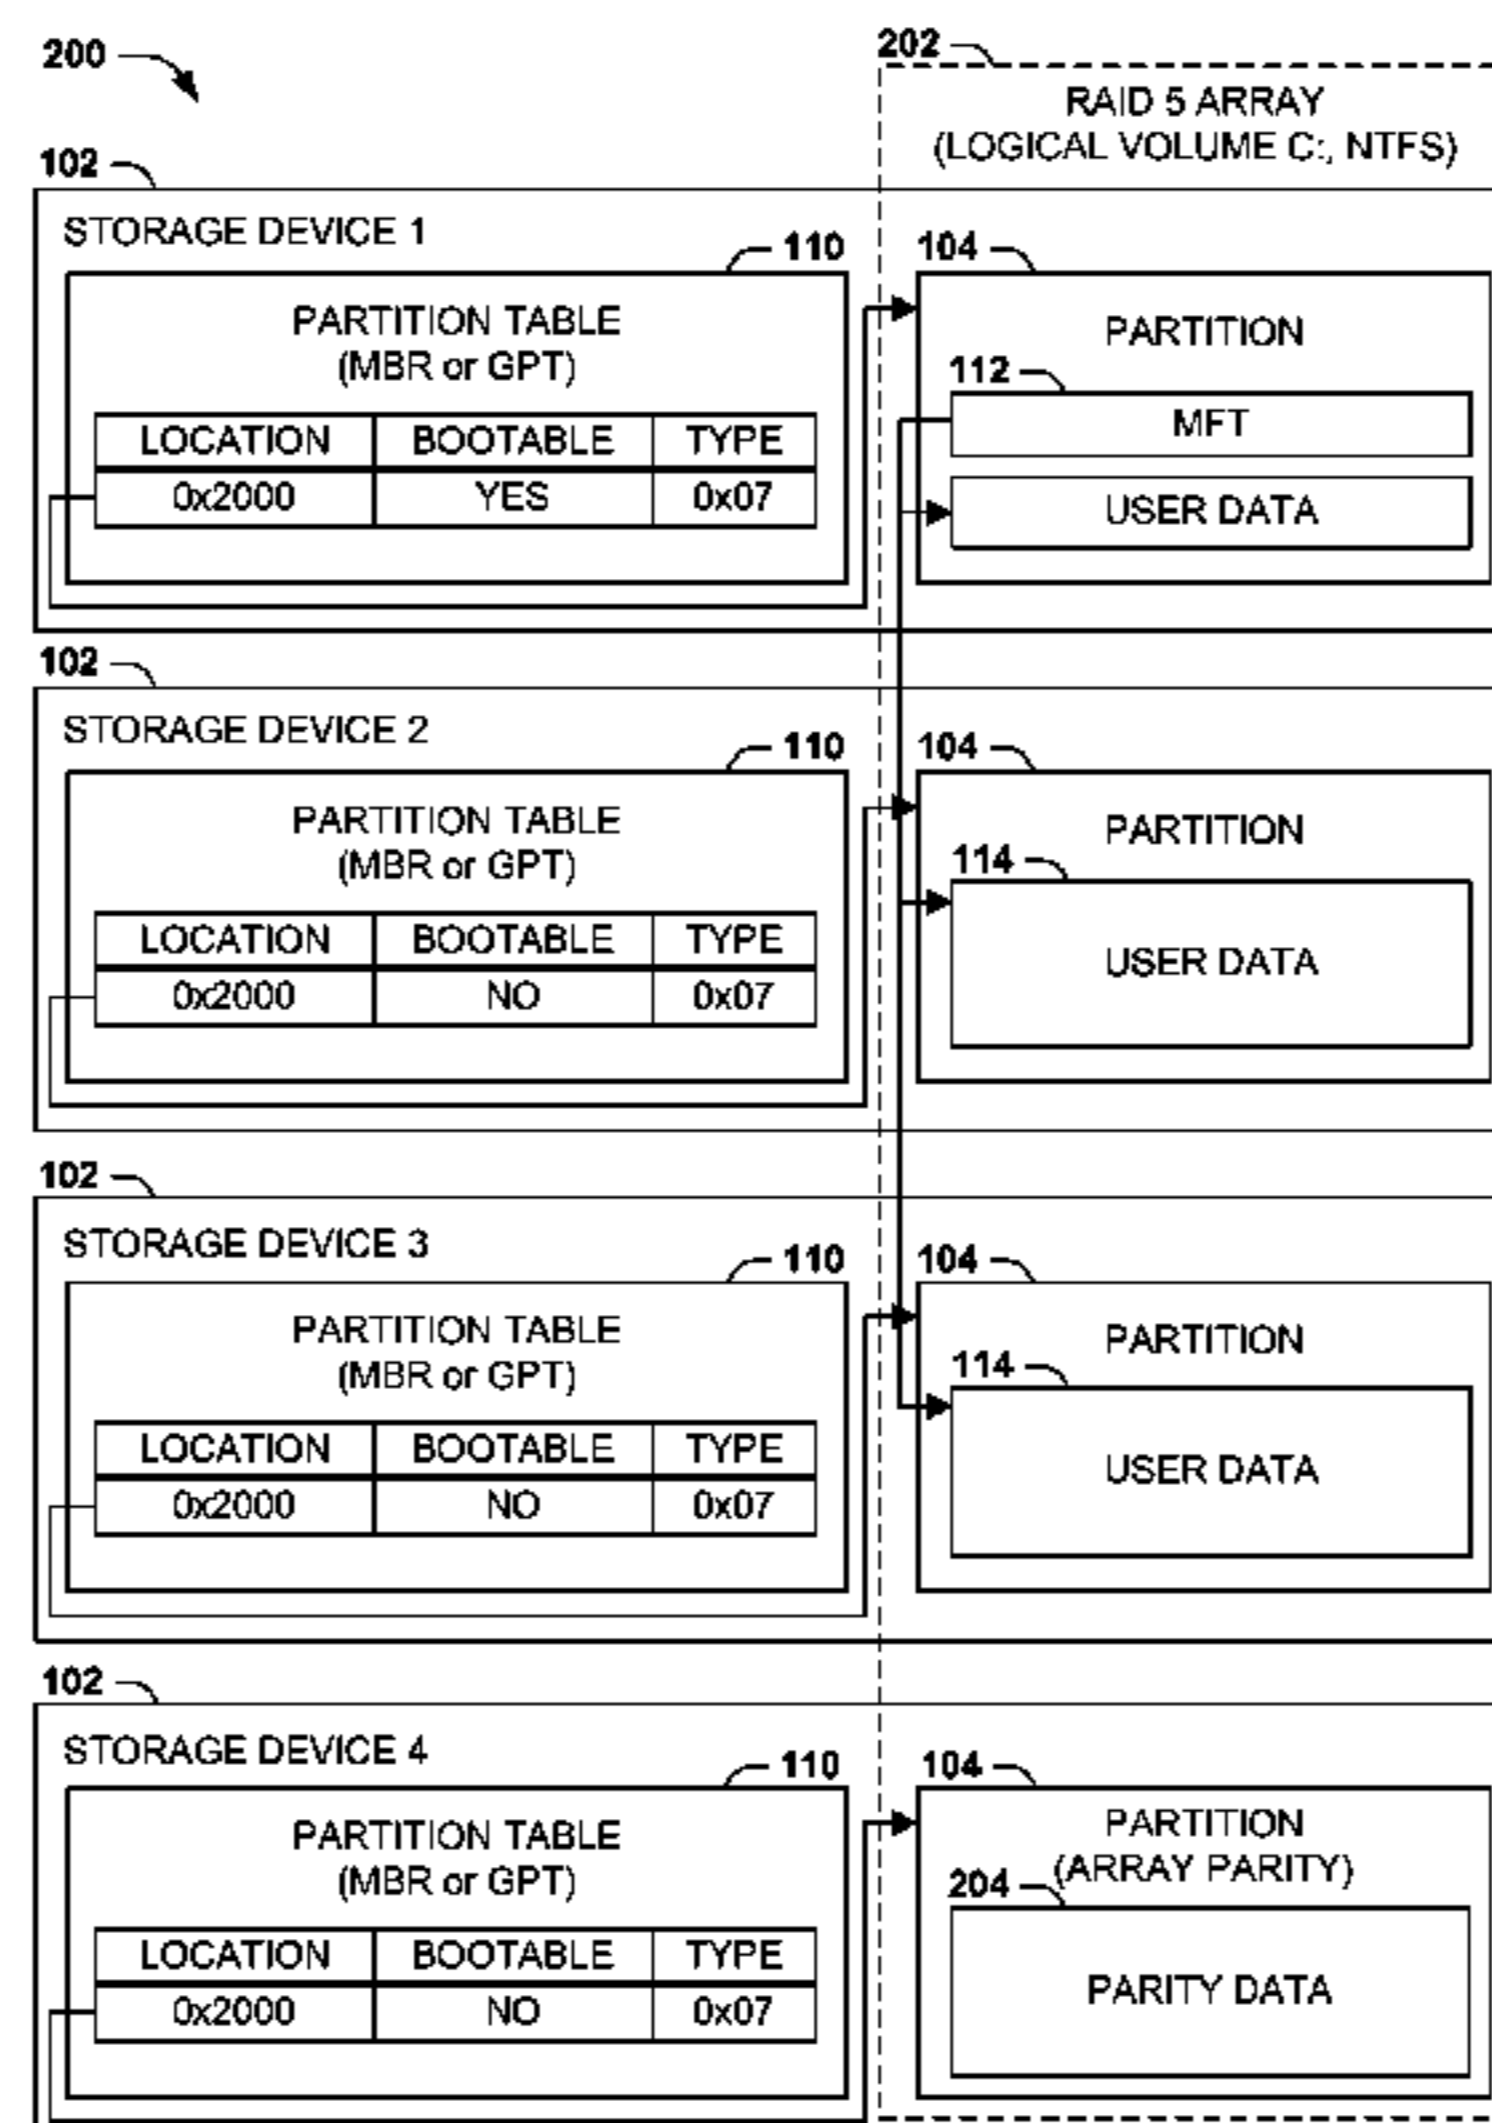 200
202
RAID 5 ARRAY
(LOGICAL VOLUME C:, NTFS)
102
STORAGE DEVICE 1
110
PARTITION TABLE
(MBR or GPT)
LOCATION BOOTABLE TYPE
0x2000 YES 0x07
104
PARTITION
112
MFT
USER DATA
102
STORAGE DEVICE 2
110
PARTITION TABLE
(MBR or GPT)
LOCATION BOOTABLE TYPE
0x2000 NO 0x07
104
PARTITION
114
USER DATA
102
STORAGE DEVICE 3
110
PARTITION TABLE
(MBR or GPT)
LOCATION BOOTABLE TYPE
0x2000 NO 0x07
104
PARTITION
114
USER DATA
102
STORAGE DEVICE 4
110
PARTITION TABLE
(MBR or GPT)
LOCATION BOOTABLE TYPE
0x2000 NO 0x07
104
PARTITION
(ARRAY PARITY)
204
PARITY DATA